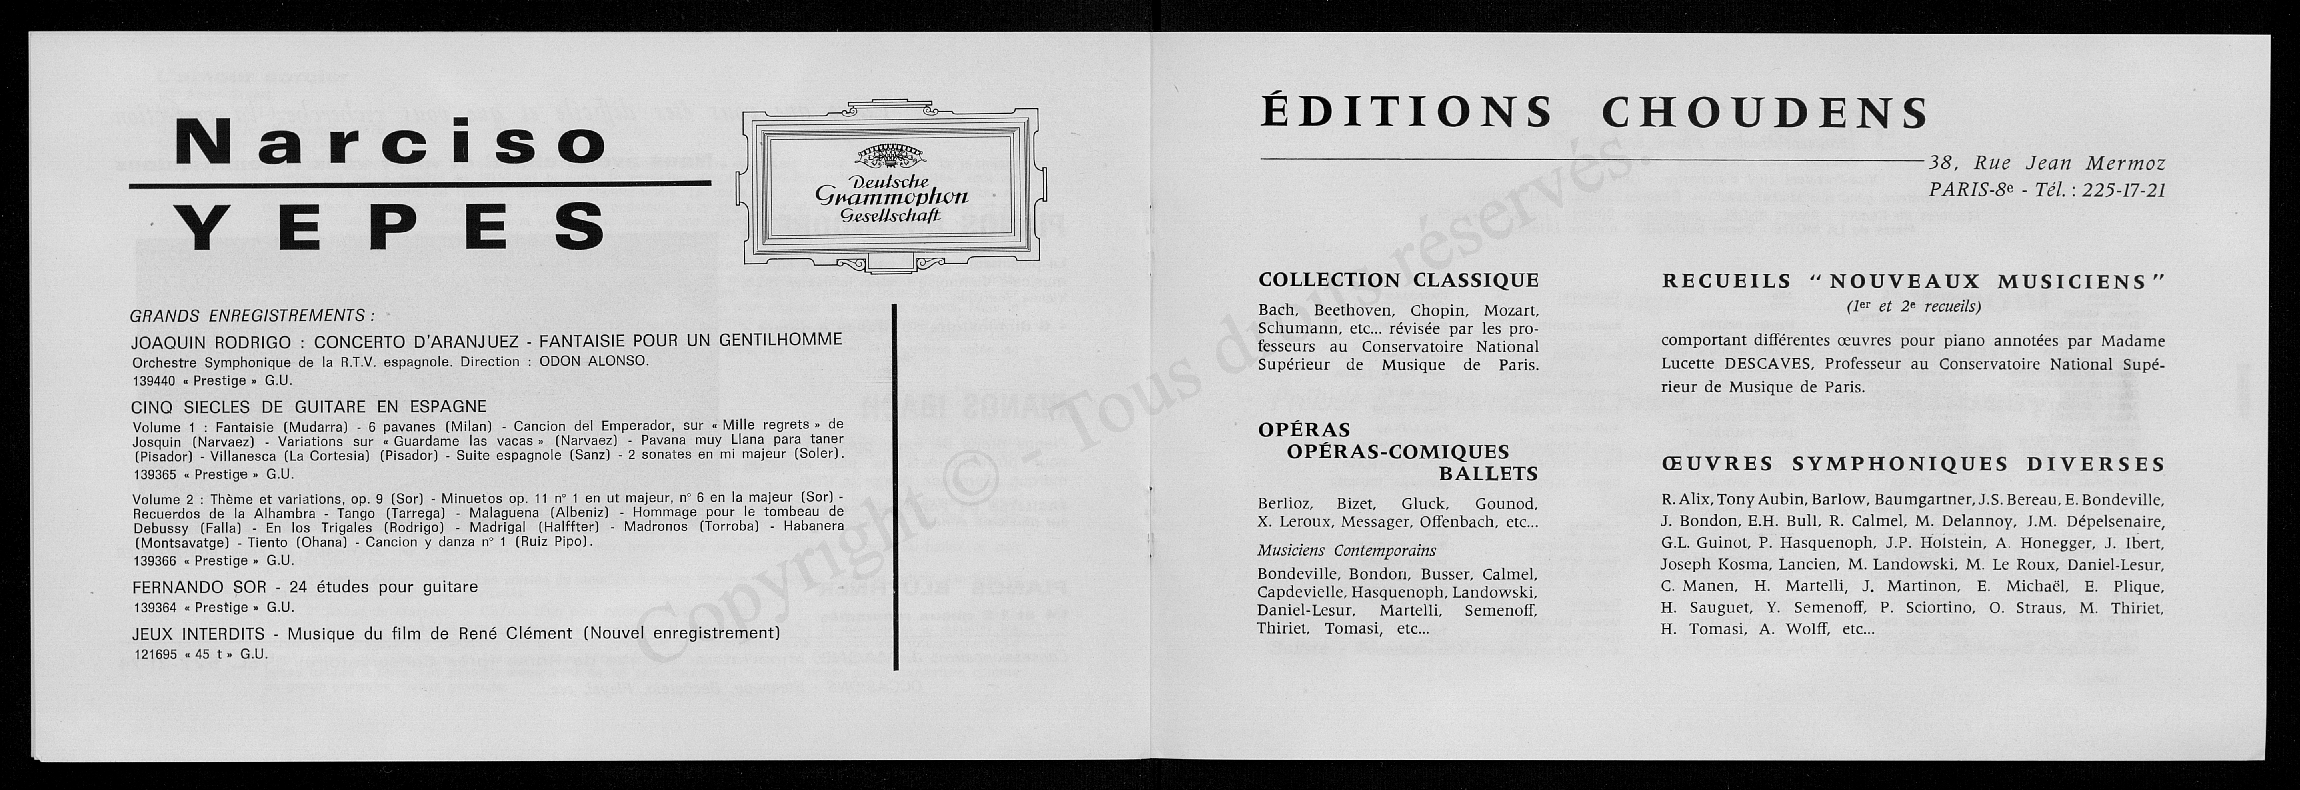 Narciso
YEPES
Deutsche
Grammophon
Gesellschaft
GRANDS ENREGISTREMENTS :
JOAQUIN RODRIGO : CONCERTO D'ARANJUEZ - FANTAISIE POUR UN GENTILHOMME
Orchestre Symphonique de la R.T.V. espagnole. Direction : ODON ALONSO.
139440 « Prestige » G.U.
CINQ SIECLES DE GUITARE EN ESPAGNE
Volume 1 : Fantaisie (Mudarra) - 6 pavanes (Milan) - Cancion del Emperador, sur « Mille regrets » de
Josquin (Narvaez) - Variations sur « Guardame las vacas » (Narvaez) - Pavana muy Llana para taner
(Pisador) - Villanesca (La Cortesia) (Pisador) - Suite espagnole (Sanz) - 2 sonates en mi majeur (Soler).
139365 « Prestige » G.U.
Volume 2 : Thème et variations, op. 9 (Sor) - Minuetos op. 11 n° 1 en ut majeur, n° 6 en la majeur (Sor) -
Recuerdos de la Alhambra - Tango (Tarrega) - Malaguena (Albeniz) - Hommage pour le tombeau de
Debussy (Falla) - En los Trigales (Rodrigo) - Madrigal (Halffter) - Madronos (Torroba) - Habanera
(Montsavatge) - Tiento (Ohana) - Cancion y danza n° 1 (Ruiz Pipo).
139366 « Prestige » G.U.
FERNANDO SOR - 24 études pour guitare
139364 « Prestige » G.U.
JEUX INTERDITS - Musique du film de René Clément (Nouvel enregistrement)
121695 « 45 t » G.U.
ÉDITIONS CHOUDENS
38, Rue Jean Mermoz
PARIS-8e - Tél. : 225-17-21
COLLECTION CLASSIQUE
Bach, Beethoven, Chopin, Mozart,
Schumann, etc... révisée par les pro-
fesseurs au Conservatoire National
Supérieur de Musique de Paris.
OPÉRAS
OPÉRAS-COMIQUES
BALLETS
Berlioz, Bizet, Gluck, Gounod,
X. Leroux, Messager, Offenbach, etc...
Musiciens Contemporains
Bondeville, Bondon, Busser, Calmel,
Capdevielle, Hasquenoph, Landowski,
Daniel-Lesur, Martelli, Semenoff,
Thiriet, Tomasi, etc...
RECUEILS “ NOUVEAUX MUSICIENS ”
(1er et 2e recueils)
comportant différentes œuvres pour piano annotées par Madame
Lucette DESCAVES, Professeur au Conservatoire National Supé-
rieur de Musique de Paris.
ŒUVRES SYMPHONIQUES DIVERSES
R. Alix, Tony Aubin, Barlow, Baumgartner, J.S. Bereau, E. Bondeville,
J. Bondon, E.H. Bull, R. Calmel, M. Delannoy, J.M. Dépelsenaire,
G.L. Guinot, P. Hasquenoph, J.P. Holstein, A. Honegger, J. Ibert,
Joseph Kosma, Lancien, M. Landowski, M. Le Roux, Daniel-Lesur,
C. Manen, H. Martelli, J. Martinon, E. Michaël, E. Plique,
H. Sauguet, Y. Semenoff, P. Sciortino, O. Straus, M. Thiriet,
H. Tomasi, A. Wolff, etc...
Copyright © - Tous droits réservés.